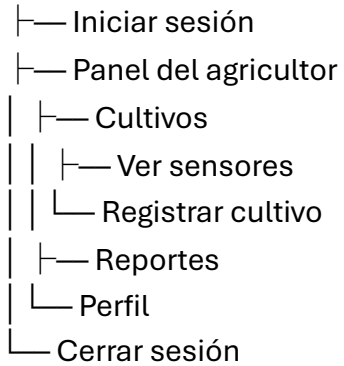 ├── Iniciar sesión
├── Panel del agricultor
│ ├── Cultivos
│ │ ├── Ver sensores
│ │ └── Registrar cultivo
│ ├── Reportes
│ └── Perfil
└── Cerrar sesión